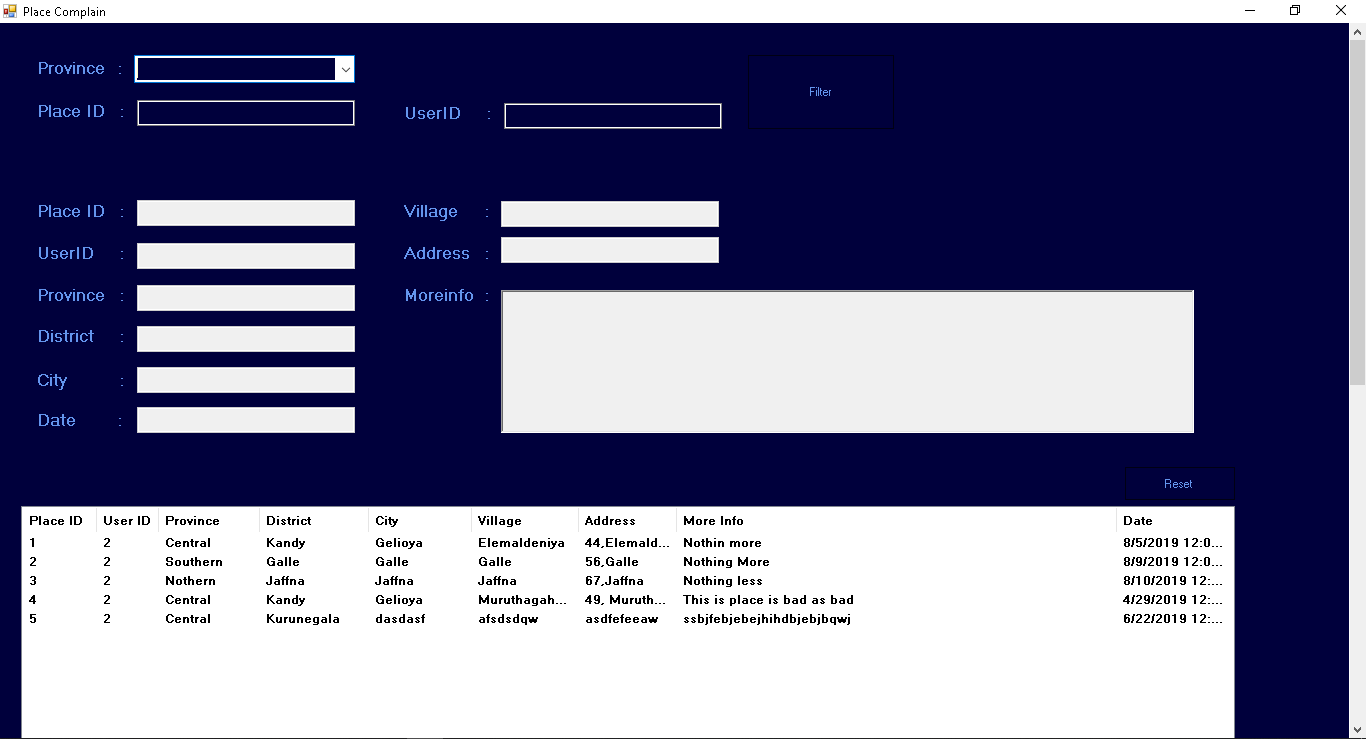 Place Complain
Province :
Place ID :
UserID :
Filter
Place ID :
Village :
UserID :
Address :
Province :
Moreinfo :
District :
City :
Date :
Reset
Place ID User ID Province District City Village Address More Info Date
1 2 Central Kandy Gelioya Elemaldeniya 44,Elemald... Nothin more 8/5/2019 12:0...
2 2 Southern Galle Galle Galle 56,Galle Nothing More 8/9/2019 12:0...
3 2 Nothern Jaffna Jaffna Jaffna 67,Jaffna Nothing less 8/10/2019 12:...
4 2 Central Kandy Gelioya Muruthagah... 49, Muruth... This is place is bad as bad 4/29/2019 12:...
5 2 Central Kurunegala dasdasf afsdsdqw asdfefeeaw ssbjfebjebejhihdbjebjbqwj 6/22/2019 12:...